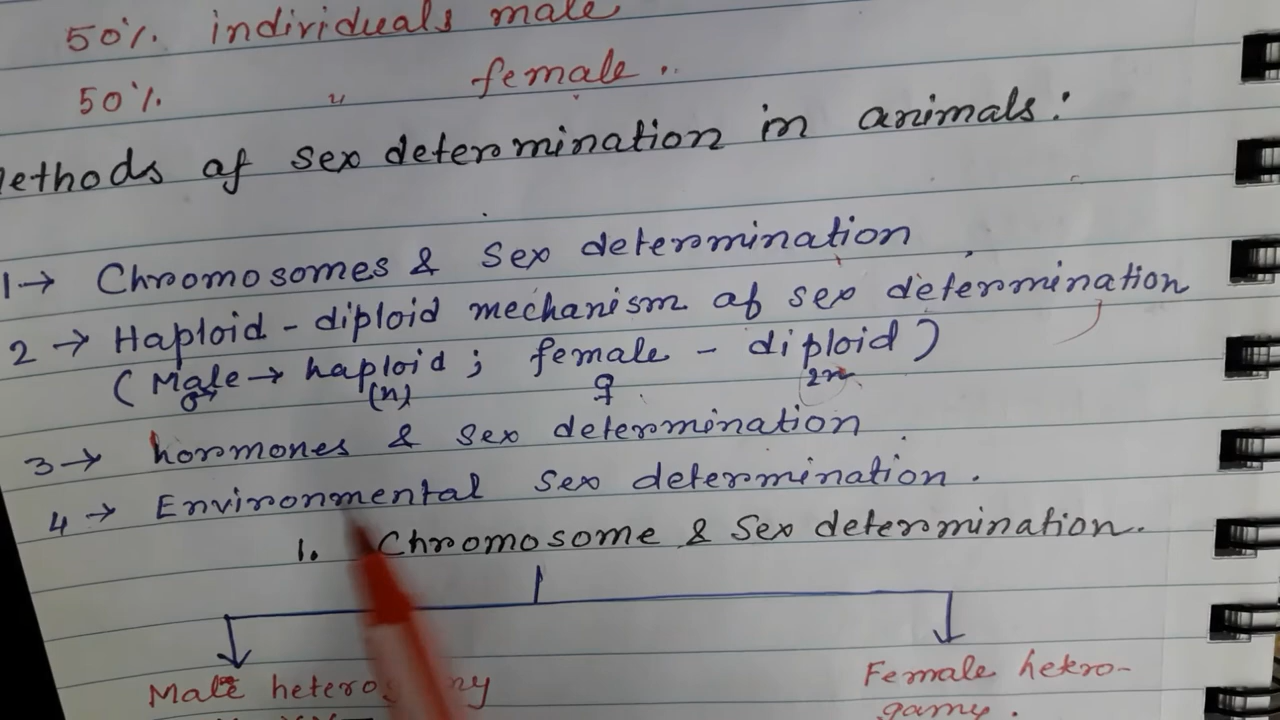 50% individuals male
50% " female..
ethods of sex determination in animals:
1→ Chromosomes & Sex determination
2 → Haploid - diploid mechanism of sex determination
(Male → haploid ; female - diploid)
♂ (n) ♀ 2n
3 → hormones & sex determination
4 → Environmental sex determination.
1. Chromosome & Sex determination.
Male
Female hetero-
gamy.